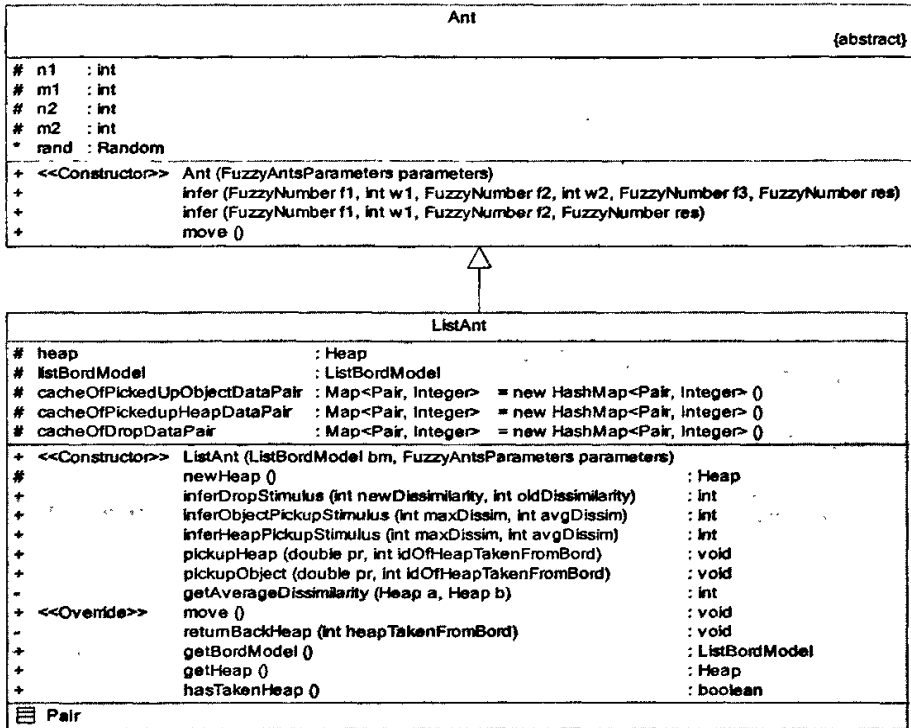 Ant
{abstract}
# n1 : int
# m1 : int
# n2 : int
# m2 : int
* rand : Random
+ <<Constructor>> Ant (FuzzyAntsParameters parameters)
+ infer (FuzzyNumber f1, int w1, FuzzyNumber f2, int w2, FuzzyNumber f3, FuzzyNumber res)
+ infer (FuzzyNumber f1, int w1, FuzzyNumber f2, FuzzyNumber res)
+ move ()
ListAnt
# heap : Heap
# listBordModel : ListBordModel
# cacheOfPickedUpObjectDataPair : Map<Pair, Integer> = new HashMap<Pair, Integer> ()
# cacheOfPickedupHeapDataPair : Map<Pair, Integer> = new HashMap<Pair, Integer> ()
# cacheOfDropDataPair : Map<Pair, Integer> = new HashMap<Pair, Integer> ()
+ <<Constructor>> ListAnt (ListBordModel bm, FuzzyAntsParameters parameters)
# newHeap () : Heap
+ inferDropStimulus (int newDissimilarity, int oldDissimilarity) : int
+ inferObjectPickupStimulus (int maxDissim, int avgDissim) : int
+ inferHeapPickupStimulus (int maxDissim, int avgDissim) : int
+ pickupHeap (double pr, int idOfHeapTakenFromBord) : void
+ pickupObject (double pr, int idOfHeapTakenFromBord) : void
- getAverageDissimilarity (Heap a, Heap b) : int
+ <<Override>> move () : void
- returnBackHeap (int heapTakenFromBord) : void
+ getBordModel () : ListBordModel
+ getHeap () : Heap
+ hasTakenHeap () : boolean
Pair